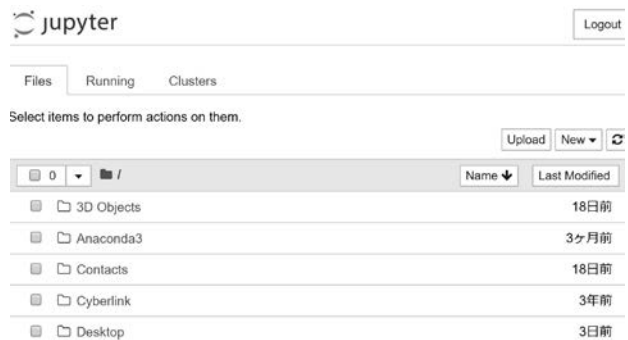 jupyter
Logout
Files Running Clusters
Select items to perform actions on them.
Upload New
0 / Name Last Modified
3D Objects 18日前
Anaconda3 3ケ月前
Contacts 18日前
Cyberlink 3年前
Desktop 3日前